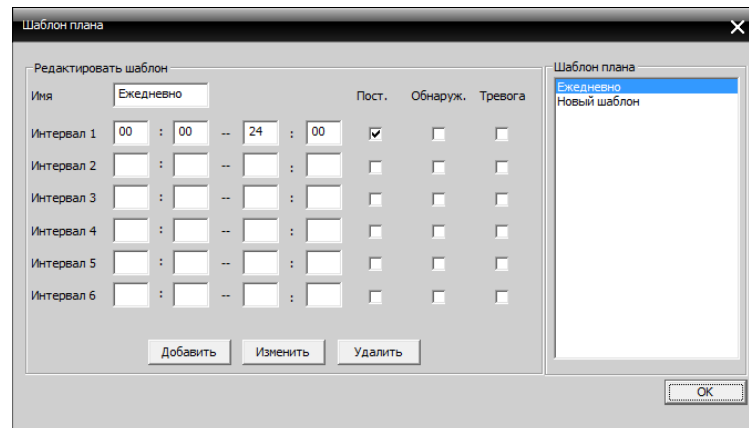 Шаблон плана
Редактировать шаблон
Имя Ежедневно Пост. Обнаруж. Тревога
Интервал 1 00 : 00 -- 24 : 00
Интервал 2 : -- :
Интервал 3 : -- :
Интервал 4 : -- :
Интервал 5 : -- :
Интервал 6 : -- :
Добавить Изменить Удалить
Шаблон плана
Ежедневно
Новый шаблон
OK